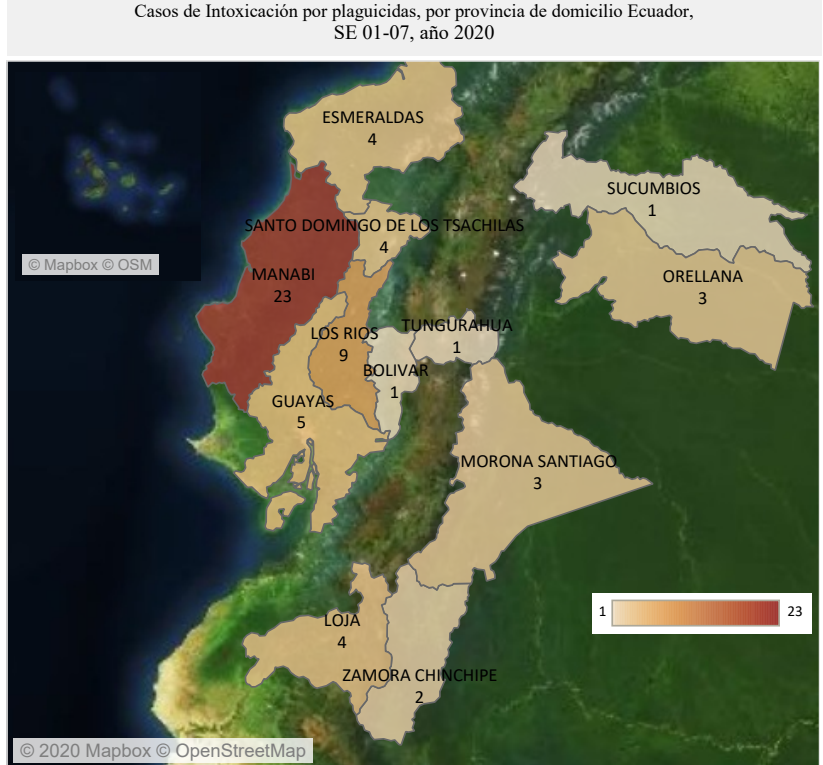 Casos de Intoxicación por plaguicidas, por provincia de domicilio Ecuador,
SE 01-07, año 2020
ESMERALDAS
4
SUCUMBIOS
1
SANTO DOMINGO DE LOS TSACHILAS
4
© Mapbox © OSM
MANABI
23
ORELLANA
3
LOS RIOS
9
TUNGURAHUA
1
BOLIVAR
1
GUAYAS
5
MORONA SANTIAGO
3
1
23
LOJA
4
ZAMORA CHINCHIPE
2
© 2020 Mapbox © OpenStreetMap